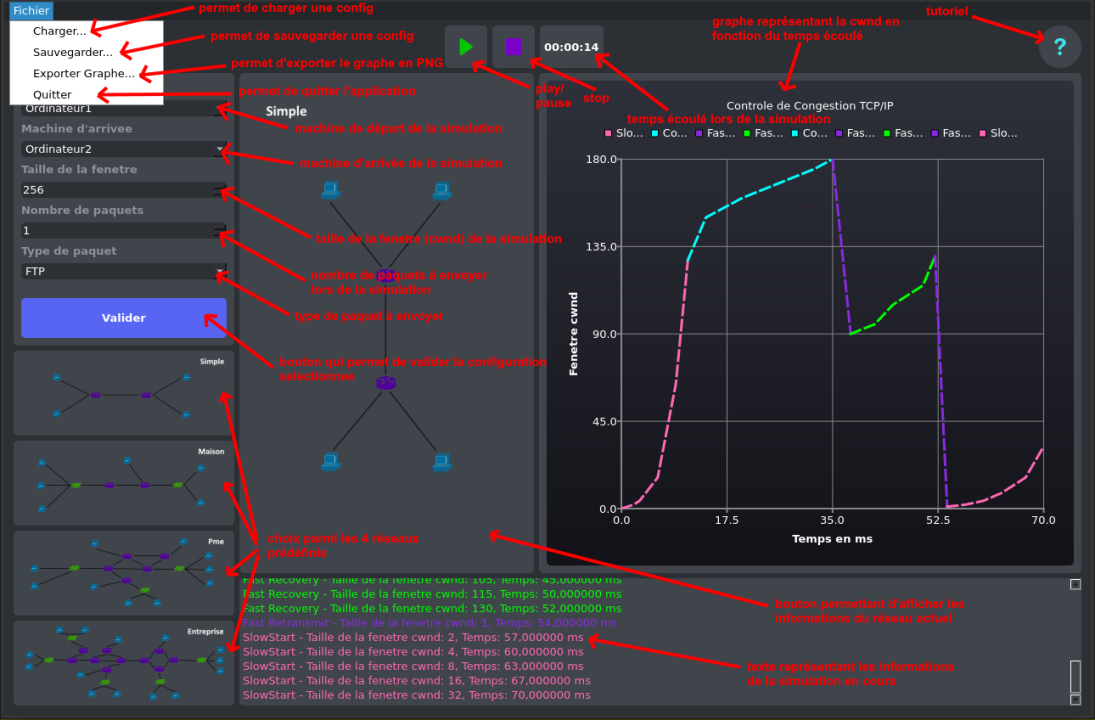 Fichier
permet de charger une config
Charger...
Sauvegarder...
permet de sauvegarder une config
Exporter Graphe...
permet d'exporter le graphe en PNG
Quitter
permet de quitter l'application
00:00:14
play/
pause
stop
temps écoulé lors de la simulation
graphe représentant la cwnd en
fonction du temps écoulé
tutoriel
?
Ordinateur1
machine de départ de la simulation
Machine d'arrivee
Ordinateur2
machine d'arrivée de la simulation
Taille de la fenetre
256
taille de la fenetre (cwnd) de la simulation
Nombre de paquets
1
nombre de paquets à envoyer
lors de la simulation
Type de paquet
FTP
type de paquet à envoyer
Valider
bouton qui permet de valider la configuration
selectionnée
Simple
Maison
Pme
Entreprise
choix parmi les 4 réseaux
prédéfinis
Simple
Controle de Congestion TCP/IP
Slo... Co... Fas... Fas... Co... Fas... Fas... Fas... Slo...
180.0
135.0
90.0
45.0
0.0
Fenetre cwnd
0.0 17.5 35.0 52.5 70.0
Temps en ms
bouton permettant d'afficher les
informations du réseau actuel
Fast Recovery - Taille de la fenetre cwnd: 105, Temps: 45,000000 ms
Fast Recovery - Taille de la fenetre cwnd: 115, Temps: 50,000000 ms
Fast Recovery - Taille de la fenetre cwnd: 130, Temps: 52,000000 ms
Fast Retransmit - Taille de la fenetre cwnd: 1, Temps: 54,000000 ms
SlowStart - Taille de la fenetre cwnd: 2, Temps: 57,000000 ms
SlowStart - Taille de la fenetre cwnd: 4, Temps: 60,000000 ms
SlowStart - Taille de la fenetre cwnd: 8, Temps: 63,000000 ms
SlowStart - Taille de la fenetre cwnd: 16, Temps: 67,000000 ms
SlowStart - Taille de la fenetre cwnd: 32, Temps: 70,000000 ms
texte représentant les informations
de la simulation en cours